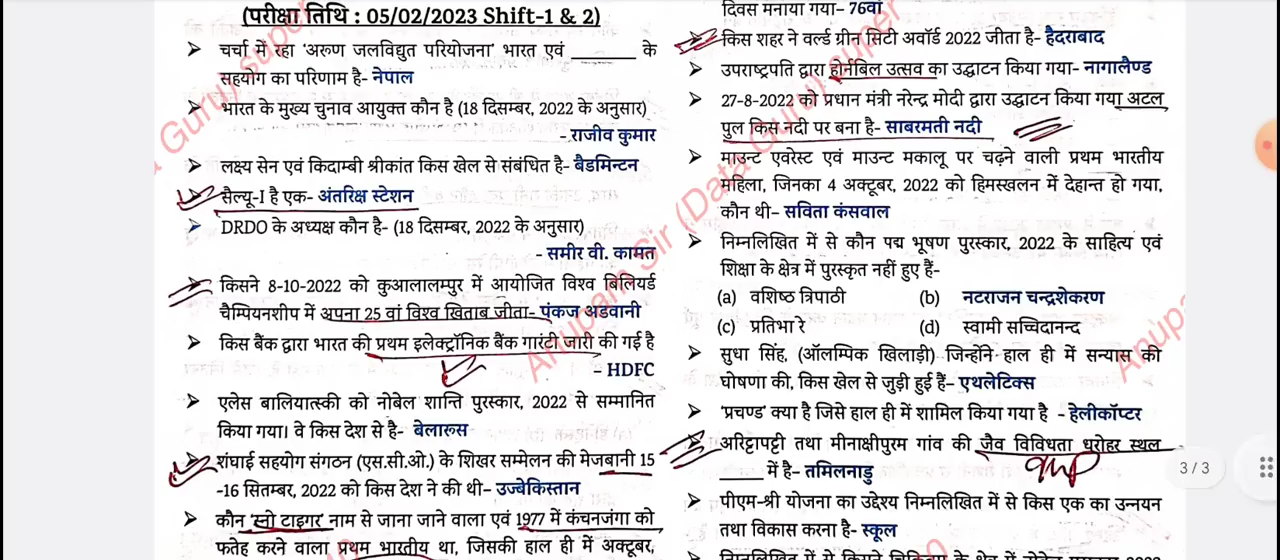 (परीक्षा तिथि : 05/02/2023 Shift-1 & 2)
➤ चर्चा में रहा 'अरुण जलविद्युत परियोजना' भारत एवं ______ के
सहयोग का परिणाम है- नेपाल
➤ भारत के मुख्य चुनाव आयुक्त कौन है (18 दिसम्बर, 2022 के अनुसार)
- राजीव कुमार
➤ लक्ष्य सेन एवं किदाम्बी श्रीकांत किस खेल से संबंधित है- बैडमिन्टन
➤ सैल्यू-I है एक- अंतरिक्ष स्टेशन
➤ DRDO के अध्यक्ष कौन है- (18 दिसम्बर, 2022 के अनुसार)
- समीर वी. कामत
➤ किसने 8-10-2022 को कुआलालम्पुर में आयोजित विश्व बिलियर्ड
चैम्पियनशीप में अपना 25 वां विश्व खिताब जीता- पंकज अडवानी
➤ किस बैंक द्वारा भारत की प्रथम इलेक्ट्रॉनिक बैंक गारंटी जारी की गई है
- HDFC
➤ एलेस बालियात्स्की को नोबेल शान्ति पुरस्कार, 2022 से सम्मानित
किया गया। वे किस देश से है- बेलारूस
➤ शंघाई सहयोग संगठन (एस.सी.ओ.) के शिखर सम्मेलन की मेजबानी 15
-16 सितम्बर, 2022 को किस देश ने की थी- उज्बेकिस्तान
➤ कौन 'स्नो टाइगर' नाम से जाना जाने वाला एवं 1977 में कंचनजंगा को
फतेह करने वाला प्रथम भारतीय था, जिसकी हाल ही में अक्टूबर,
दिवस मनाया गया- 76वां
➤ किस शहर ने वर्ल्ड ग्रीन सिटी अवॉर्ड 2022 जीता है- हैदराबाद
➤ उपराष्ट्रपति द्वारा हॉर्नबिल उत्सव का उद्घाटन किया गया- नागालैण्ड
➤ 27-8-2022 को प्रधान मंत्री नरेन्द्र मोदी द्वारा उद्घाटन किया गया अटल
पुल किस नदी पर बना है- साबरमती नदी
➤ माउन्ट एवरेस्ट एवं माउन्ट मकालू पर चढ़ने वाली प्रथम भारतीय
महिला, जिनका 4 अक्टूबर, 2022 को हिमस्खलन में देहान्त हो गया,
कौन थी- सविता कंसवाल
➤ निम्नलिखित में से कौन पद्म भूषण पुरस्कार, 2022 के साहित्य एवं
शिक्षा के क्षेत्र में पुरस्कृत नहीं हुए हैं-
(a) वशिष्ठ त्रिपाठी (b) नटराजन चन्द्रशेकरण
(c) प्रतिभा रे (d) स्वामी सच्चिदानन्द
➤ सुधा सिंह, (ऑलम्पिक खिलाड़ी) जिन्होंने हाल ही में सन्यास की
घोषणा की, किस खेल से जुड़ी हुई हैं- एथलेटिक्स
➤ 'प्रचण्ड' क्या है जिसे हाल ही में शामिल किया गया है - हेलीकॉप्टर
➤ अरिट्टापट्टी तथा मीनाक्षीपुरम गांव की जैव विविधता धरोहर स्थल
____ में है- तमिलनाडु
➤ पीएम-श्री योजना का उद्देश्य निम्नलिखित में से किस एक का उन्नयन
तथा विकास करना है- स्कूल
3/3
Anupam Sir (Data Guru) super